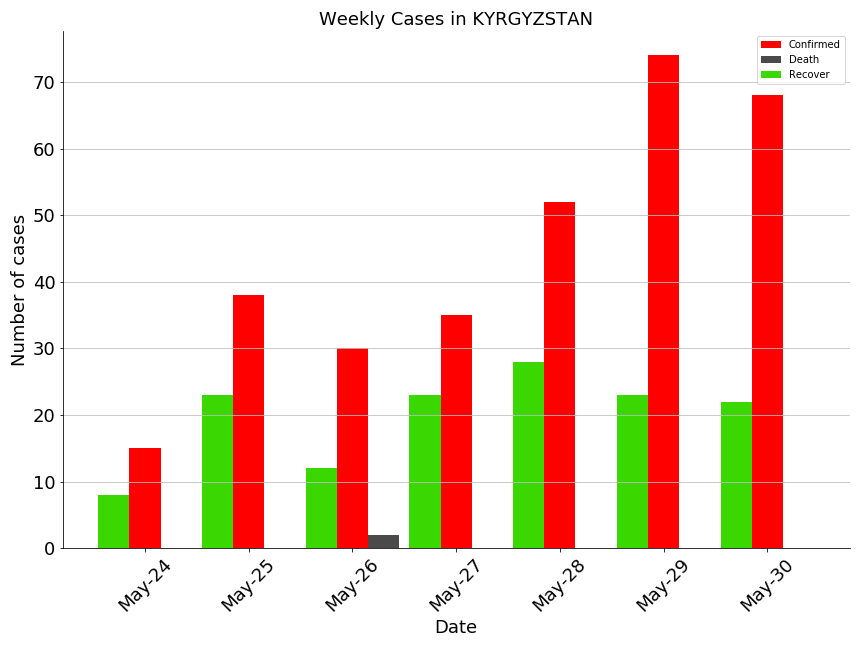 Weekly Cases in KYRGYZSTAN
Confirmed
Death
Recover
Number of cases
70
60
50
40
30
20
10
0
May-24
May-25
May-26
May-27
May-28
May-29
May-30
Date